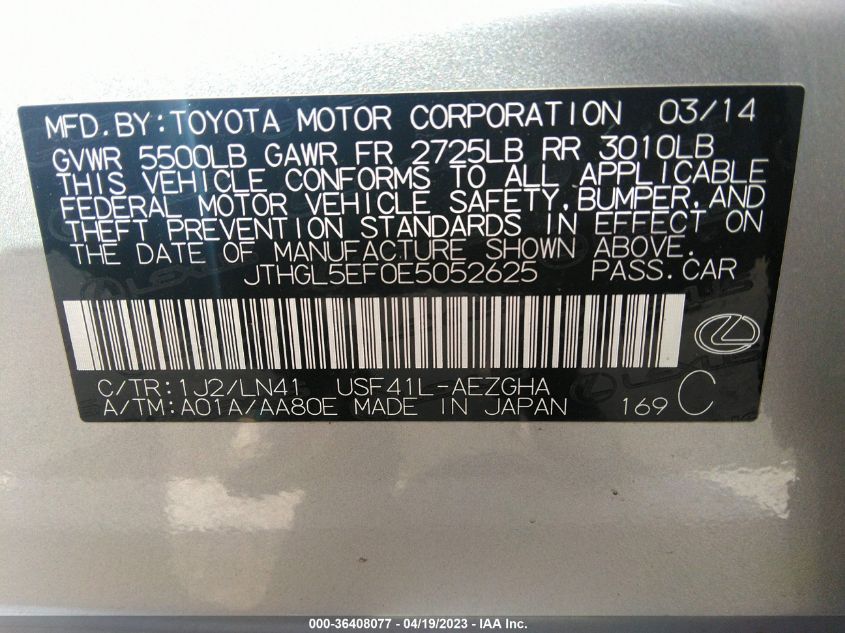 MFD.BY:TOYOTA MOTOR CORPORATION 03/14
GVWR 5500LB GAWR FR 2725LB RR 3010LB
THIS VEHICLE CONFORMS TO ALL APPLICABLE
FEDERAL MOTOR VEHICLE SAFETY,BUMPER,AND
THEFT PREVENTION STANDARDS IN EFFECT ON
THE DATE OF MANUFACTURE SHOWN ABOVE.
JTHGL5EF0E5052625 PASS.CAR
C/TR:1J2/LN41 USF41L-AEZGHA
A/TM:A01A/AA80E MADE IN JAPAN 169 C
000-36408077 - 04/19/2023 - IAA Inc.